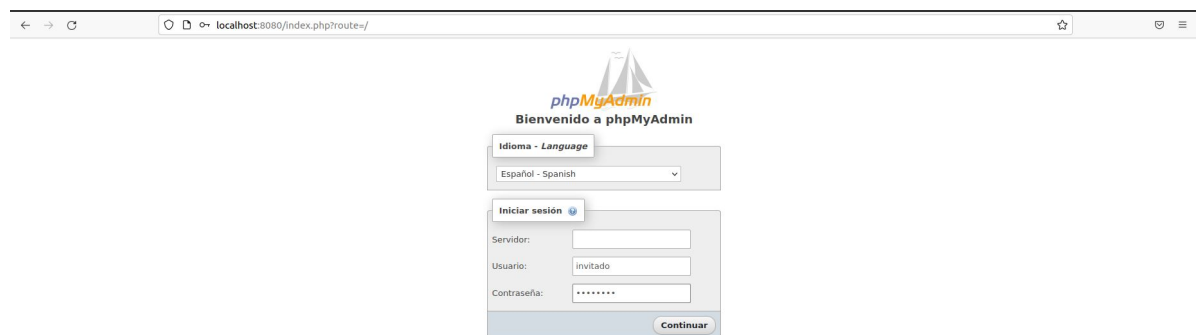 localhost:8080/index.php?route=/
phpMyAdmin
Bienvenido a phpMyAdmin
Idioma - Language
Español - Spanish
Iniciar sesión
Servidor:
Usuario: invitado
Contraseña: ••••••••
Continuar